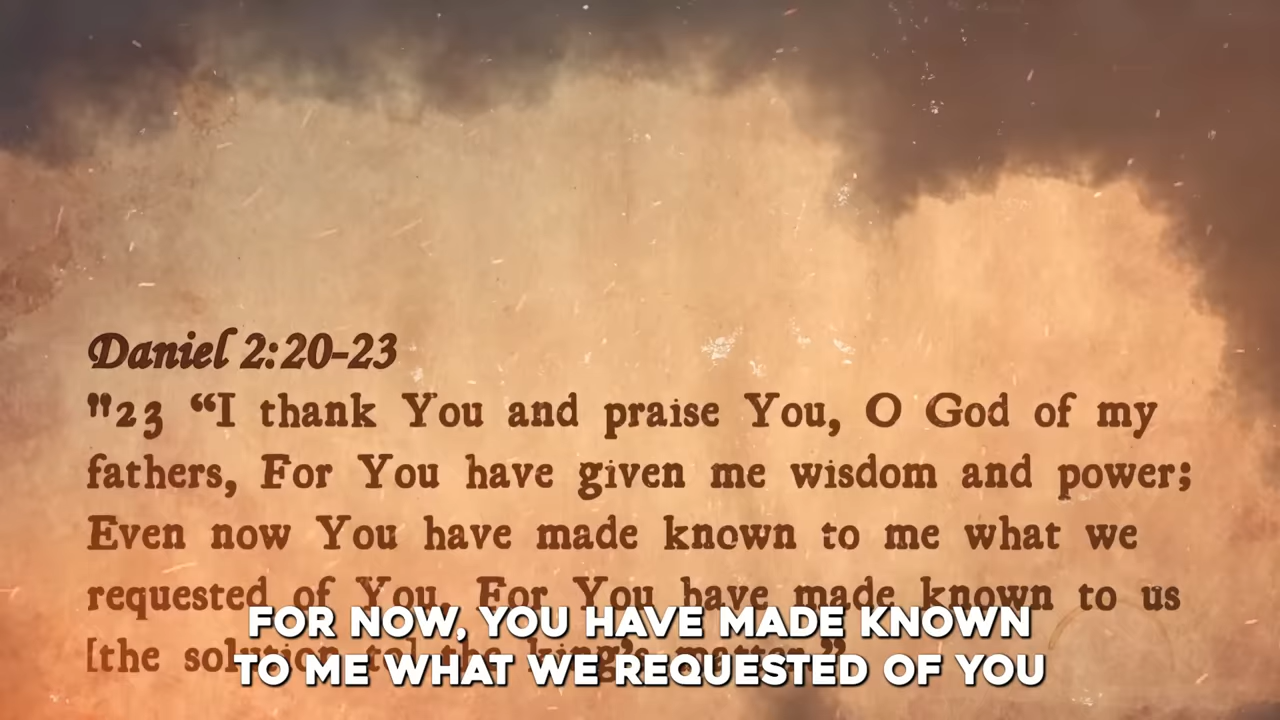 Daniel 2:20-23
"23 “I thank You and praise You, O God of my
fathers, For You have given me wisdom and power;
Even now You have made known to me what we
requested of You, For You have made known to us
[the solution to] the king's matter.”
FOR NOW, YOU HAVE MADE KNOWN
TO ME WHAT WE REQUESTED OF YOU